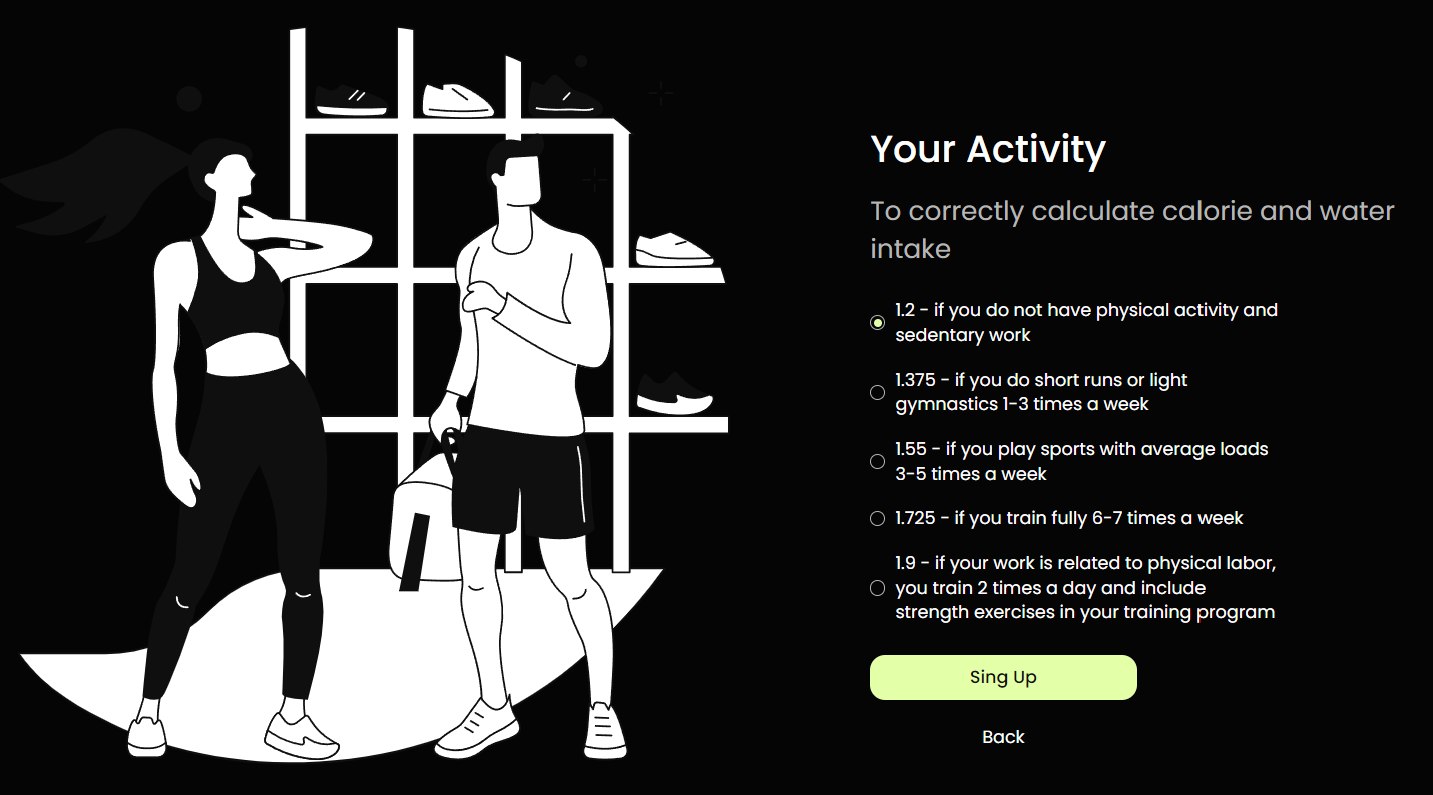 Your Activity
To correctly calculate calorie and water
intake
1.2 - if you do not have physical activity and
sedentary work
1.375 - if you do short runs or light
gymnastics 1-3 times a week
1.55 - if you play sports with average loads
3-5 times a week
1.725 - if you train fully 6-7 times a week
1.9 - if your work is related to physical labor,
you train 2 times a day and include
strength exercises in your training program
Sing Up
Back